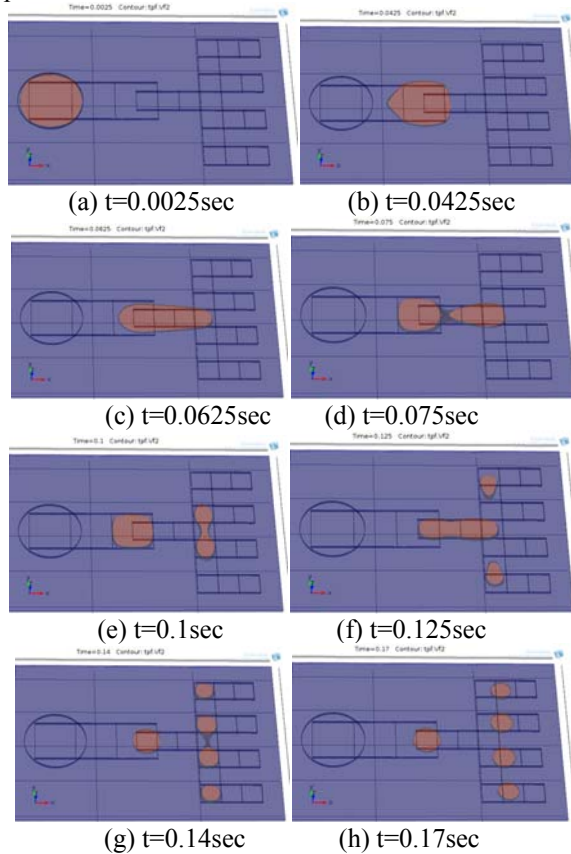 Time=0.0025 Contour: tpf.Vf2 Time=0.0425 Contour: tpf.Vf2
(a) t=0.0025sec (b) t=0.0425sec
Time=0.0625 Contour: tpf.Vf2 Time=0.075 Contour: tpf.Vf2
(c) t=0.0625sec (d) t=0.075sec
Time=0.1 Contour: tpf.Vf2 Time=0.125 Contour: tpf.Vf2
(e) t=0.1sec (f) t=0.125sec
Time=0.14 Contour: tpf.Vf2 Time=0.17 Contour: tpf.Vf2
(g) t=0.14sec (h) t=0.17sec